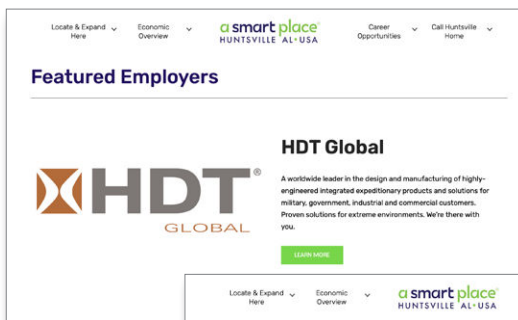 Locate & Expand Here
Economic Overview
a smart place®
HUNTSVILLE AL•USA
Career Opportunities
Call Huntsville Home
Featured Employers
HDT®
GLOBAL
HDT Global
A worldwide leader in the design and manufacturing of highly-
engineered integrated expeditionary products and solutions for
military, government, industrial and commercial customers.
Proven solutions for extreme environments. We're there with
you.
LEARN MORE
Locate & Expand Here
Economic Overview
a smart place®
HUNTSVILLE AL•USA